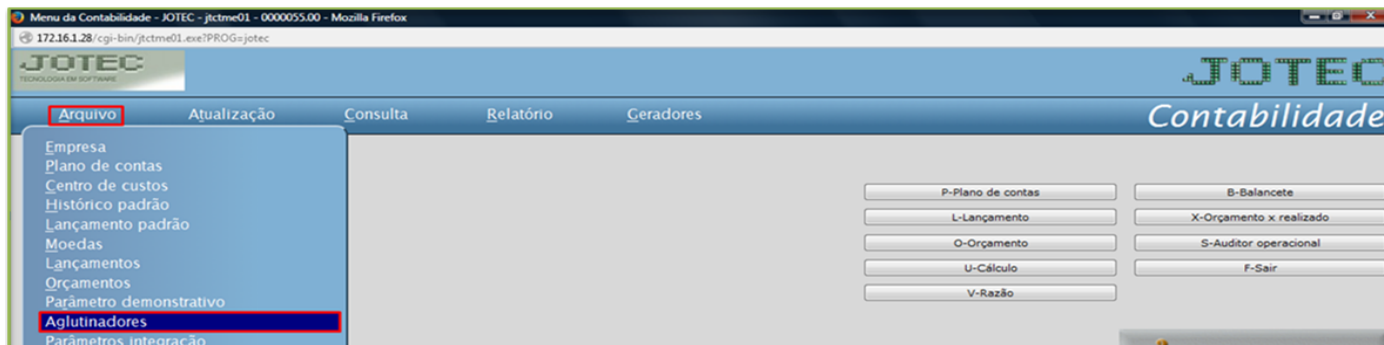 Menu da Contabilidade - JOTEC - jtctme01 - 0000055.00 - Mozilla Firefox
172.16.1.28/cgi-bin/jtctme01.exe?PROG=jotec
JOTEC
TECNOLOGIA EM SOFTWARE
JOTEC
Arquivo Atualização Consulta Relatório Geradores Contabilidade
Empresa
Plano de contas
Centro de custos
Histórico padrão
Lançamento padrão
Moedas
Lançamentos
Orçamentos
Parâmetro demonstrativo
Aglutinadores
Parâmetros integração
P-Plano de contas B-Balancete
L-Lançamento X-Orçamento x realizado
O-Orçamento S-Auditor operacional
U-Cálculo F-Sair
V-Razão